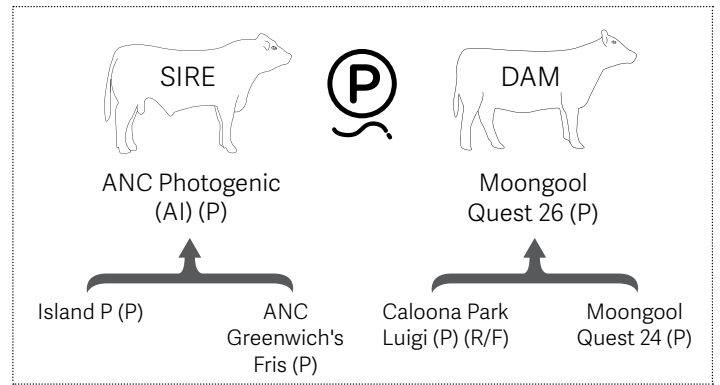 SIRE
P
DAM
ANC Photogenic
(AI) (P)
Moongool
Quest 26 (P)
Island P (P)
ANC
Greenwich's
Fris (P)
Caloona Park
Luigi (P) (R/F)
Moongool
Quest 24 (P)